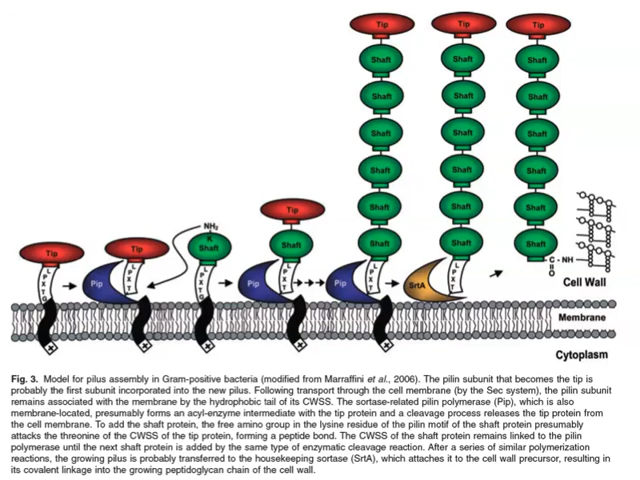 Tip Tip Tip
Shaft Shaft Shaft
Shaft Shaft Shaft
Shaft Shaft Shaft
Shaft Shaft Shaft
Tip Shaft Shaft Shaft
NH₂
K
Tip Tip Shaft Shaft Shaft Shaft Shaft
LPXTG Pip LPXT LPXTG Pip LPXT Pip LPXT SrtA LPXT C - NH
O
Cell Wall
Membrane
Cytoplasm
Fig. 3. Model for pilus assembly in Gram-positive bacteria (modified from Marraffini et al., 2006). The pilin subunit that becomes the tip is
probably the first subunit incorporated into the new pilus. Following transport through the cell membrane (by the Sec system), the pilin subunit
remains associated with the membrane by the hydrophobic tail of its CWSS. The sortase-related pilin polymerase (Pip), which is also
membrane-located, presumably forms an acyl-enzyme intermediate with the tip protein and a cleavage process releases the tip protein from
the cell membrane. To add the shaft protein, the free amino group in the lysine residue of the pilin motif of the shaft protein presumably
attacks the threonine of the CWSS of the tip protein, forming a peptide bond. The CWSS of the shaft protein remains linked to the pilin
polymerase until the next shaft protein is added by the same type of enzymatic cleavage reaction. After a series of similar polymerization
reactions, the growing pilus is probably transferred to the housekeeping sortase (SrtA), which attaches it to the cell wall precursor, resulting in
its covalent linkage into the growing peptidoglycan chain of the cell wall.